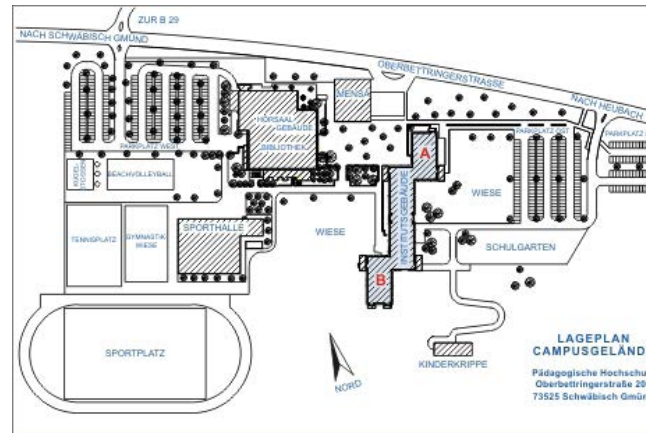 ZUR B 29
NACH SCHWÄBISCH GMÜND
OBERBETTRINGERSTRASSE
NACH HEUBACH
MENSA
HÖRSAAL
GEBÄUDE
BIBLIOTHEK
PARKPLATZ WEST
PARKPLATZ OST
PARKPLATZ
A
INSTITUTSGEBÄUDE
B
WIESE
KUGEL
STOSSEN
BEACHVOLLEYBALL
TENNISPLATZ
GYMNASTIK
WIESE
SPORTHALLE
WIESE
SCHULGARTEN
SPORTPLATZ
NORD
KINDERKRIPPE
LAGEPLAN
CAMPUSGELÄND
Pädagogische Hochschu
Oberbettringerstraße 20
73525 Schwäbisch Gmün